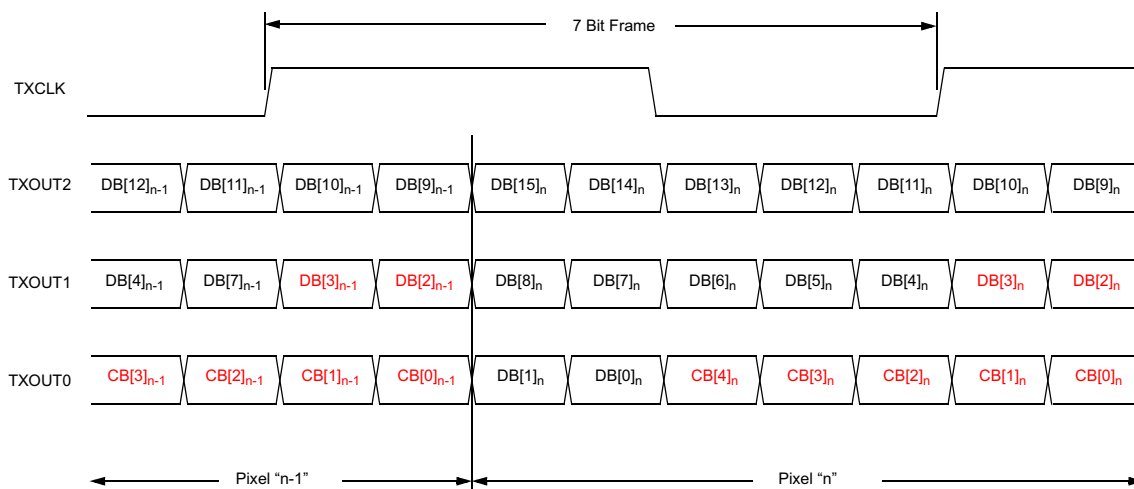 7 Bit Frame
TXCLK
TXOUT2 DB[12]n-1 DB[11]n-1 DB[10]n-1 DB[9]n-1 DB[15]n DB[14]n DB[13]n DB[12]n DB[11]n DB[10]n DB[9]n
TXOUT1 DB[4]n-1 DB[7]n-1 DB[3]n-1 DB[2]n-1 DB[8]n DB[7]n DB[6]n DB[5]n DB[4]n DB[3]n DB[2]n
TXOUT0 CB[3]n-1 CB[2]n-1 CB[1]n-1 CB[0]n-1 DB[1]n DB[0]n CB[4]n CB[3]n CB[2]n CB[1]n CB[0]n
Pixel “n-1” Pixel “n”